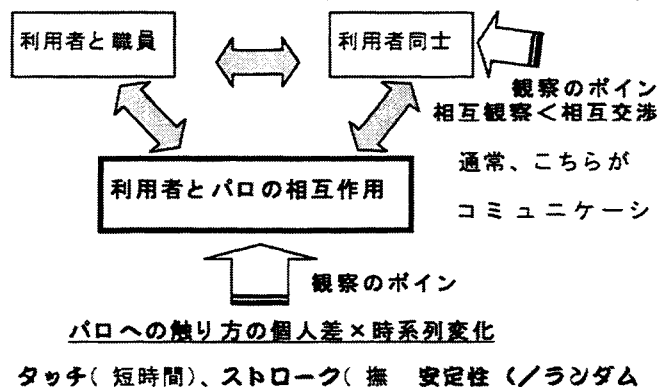 利用者と職員
利用者同士
観察のポイン
相互観察＜相互交渉
通常、こちらが
コミュニケーシ
利用者とパロの相互作用
観察のポイン
パロへの触り方の個人差×時系列変化
タッチ( 短時間)、ストローク( 撫　安定性 (／ランダム